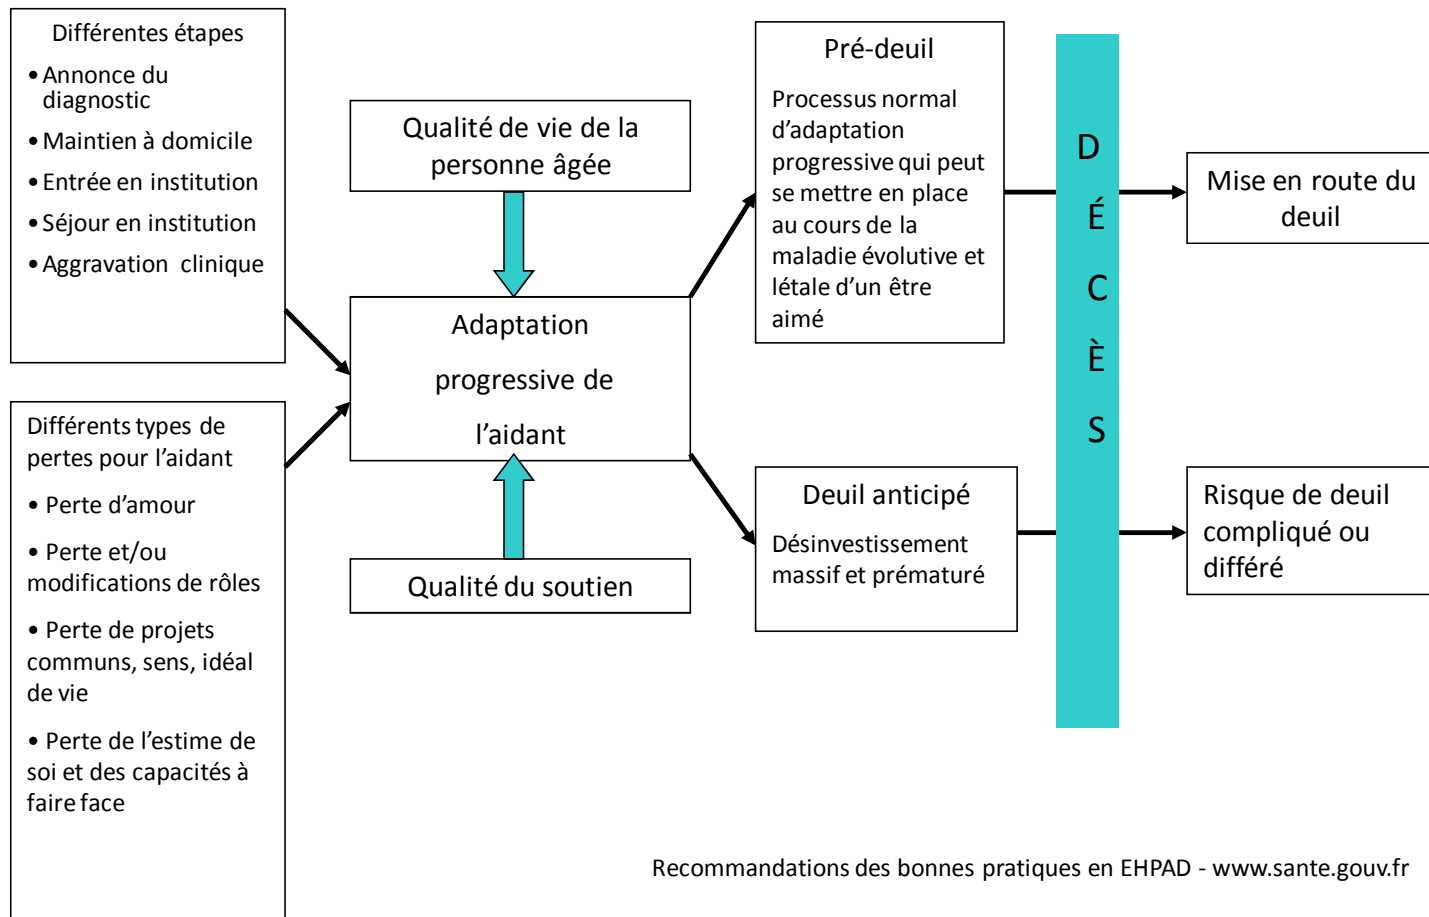 Différentes étapes
• Annonce du
diagnostic
• Maintien à domicile
• Entrée en institution
• Séjour en institution
• Aggravation clinique
Différents types de
pertes pour l’aidant
• Perte d’amour
• Perte et/ou
modifications de rôles
• Perte de projets
communs, sens, idéal
de vie
• Perte de l’estime de
soi et des capacités à
faire face
Qualité de vie de la
personne âgée
Adaptation
progressive de
l’aidant
Qualité du soutien
Pré-deuil
Processus normal
d’adaptation
progressive qui peut
se mettre en place
au cours de la
maladie évolutive et
létale d’un être
aimé
Deuil anticipé
Désinvestissement
massif et prématuré
D
É
C
È
S
Mise en route du
deuil
Risque de deuil
compliqué ou
différé
Recommandations des bonnes pratiques en EHPAD - www.sante.gouv.fr